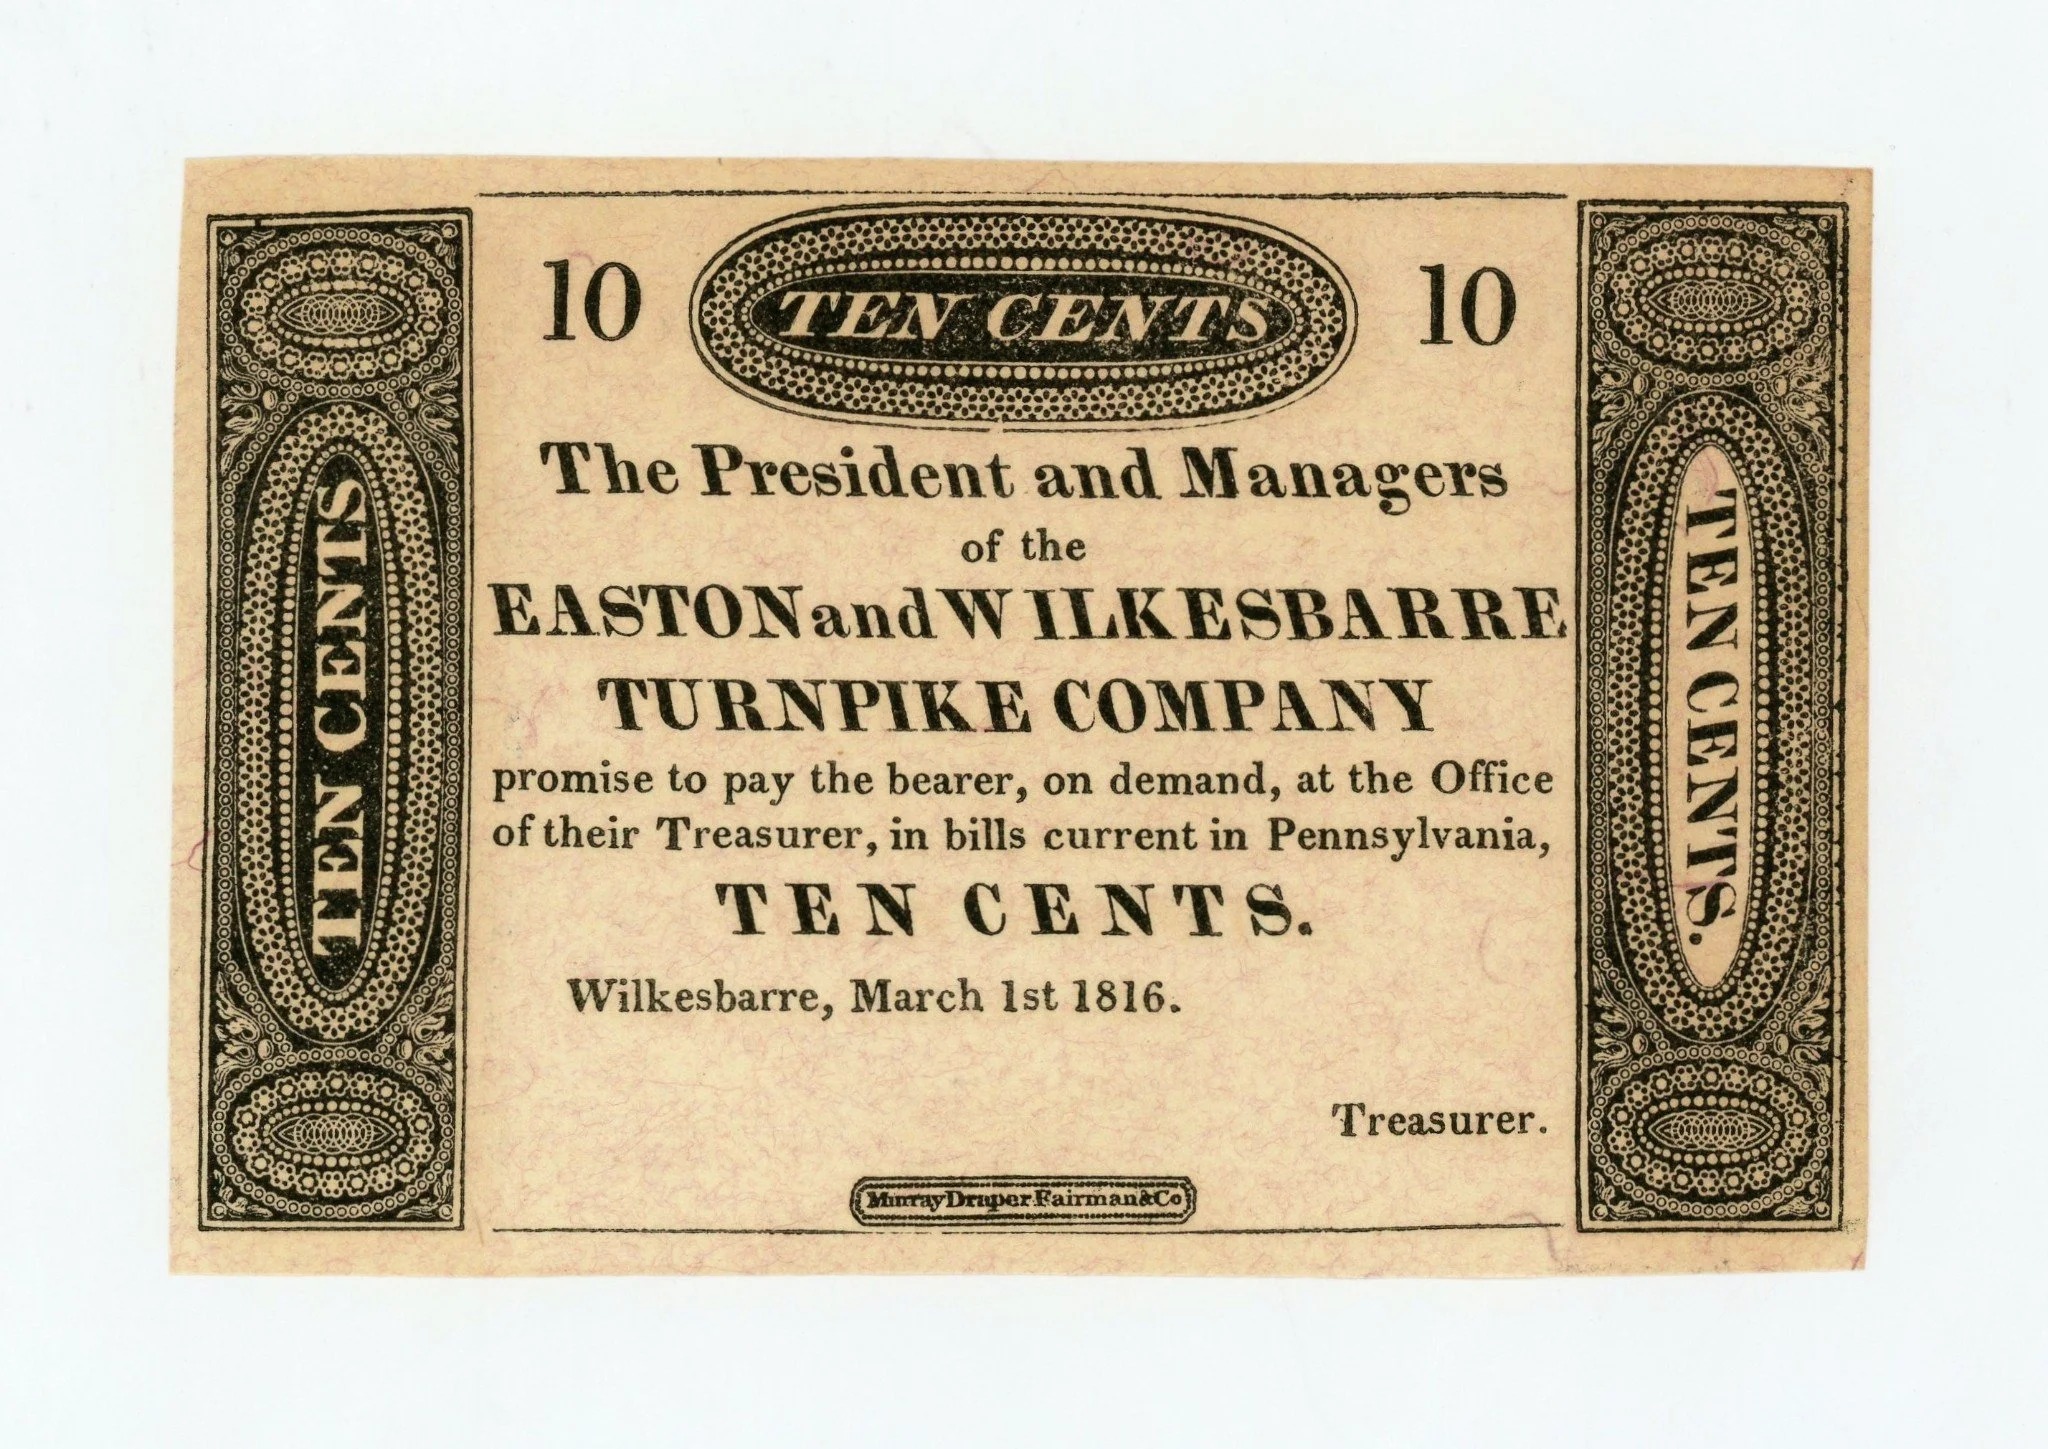 10 TEN CENTS 10
The President and Managers
of the
EASTON and WILKESBARRE
TURNPIKE COMPANY
promise to pay the bearer, on demand, at the Office
of their Treasurer, in bills current in Pennsylvania,
TEN CENTS.
Wilkesbarre, March 1st 1816.
Treasurer.
Murray Draper Fairman & Co
TEN CENTS
TEN CENTS.